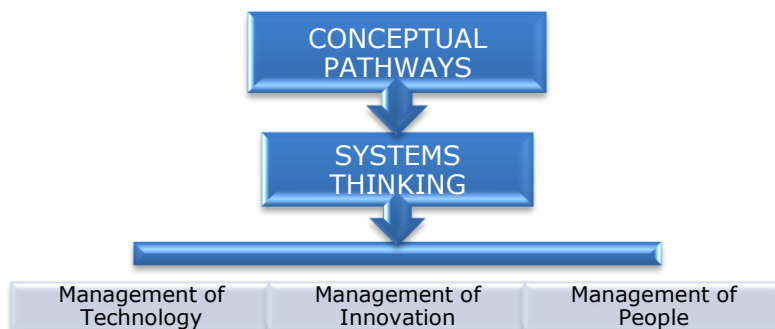 CONCEPTUAL
PATHWAYS
SYSTEMS
THINKING
Management of
Technology
Management of
Innovation
Management of
People